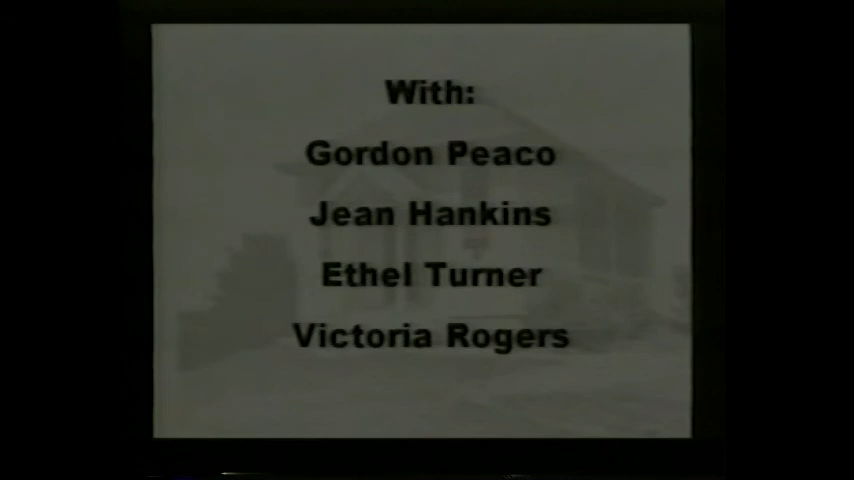 With:
Gordon Peaco
Jean Hankins
Ethel Turner
Victoria Rogers